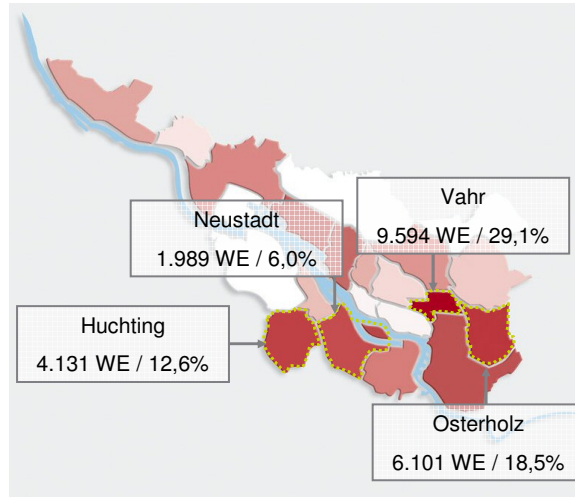 Vahr
9.594 WE / 29,1%
Neustadt
1.989 WE / 6,0%
Huchting
4.131 WE / 12,6%
Osterholz
6.101 WE / 18,5%